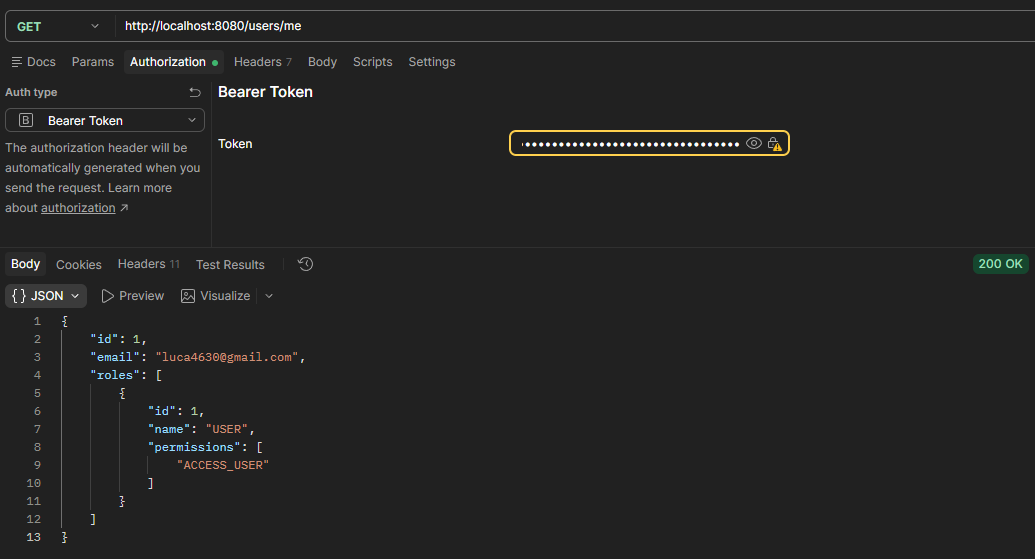 GET http://localhost:8080/users/me
Docs Params Authorization Headers 7 Body Scripts Settings
Auth type
B Bearer Token
The authorization header will be
automatically generated when you
send the request. Learn more
about authorization ↗
Bearer Token
Token ••••••••••••••••••••••••••••••••
Body Cookies Headers 11 Test Results 200 OK
{} JSON Preview Visualize
1 {
2 "id": 1,
3 "email": "luca4630@gmail.com",
4 "roles": [
5 {
6 "id": 1,
7 "name": "USER",
8 "permissions": [
9 "ACCESS_USER"
10 ]
11 }
12 ]
13 }